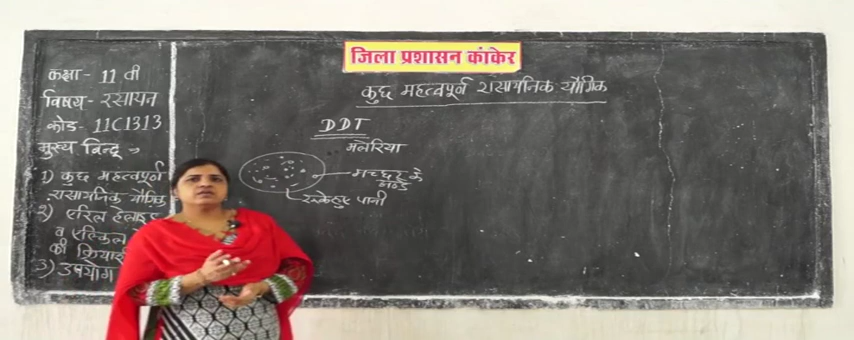 जिला प्रशासन कांकेर
कक्षा - 11 वी
विषय - रसायन
कोड - 11C1313
मुख्य बिन्दु :-
1) कुछ महत्वपूर्ण
रासायनिक यौगिक
2) एरिल हैलाइड
व एल्किल
की क्रियाए
3) उपयोग
कुछ महत्वपूर्ण रासायनिक यौगिक
DDT
मलेरिया
मच्छर के
अण्डे
रुके हुए पानी